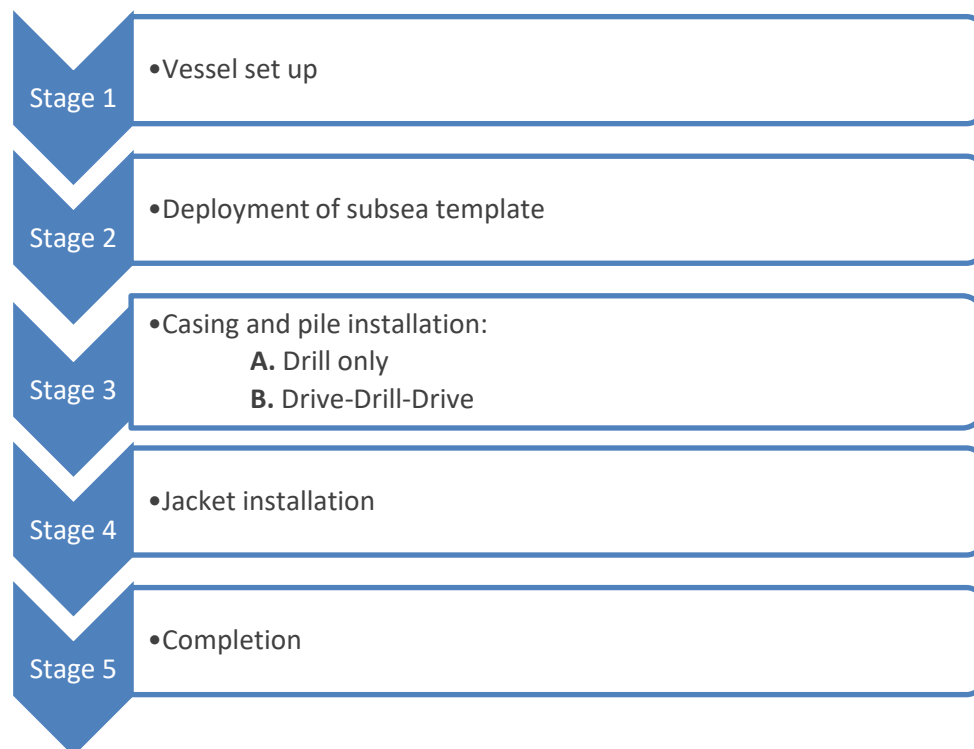 Stage 1
•Vessel set up
Stage 2
•Deployment of subsea template
Stage 3
•Casing and pile installation:
A. Drill only
B. Drive-Drill-Drive
Stage 4
•Jacket installation
Stage 5
•Completion